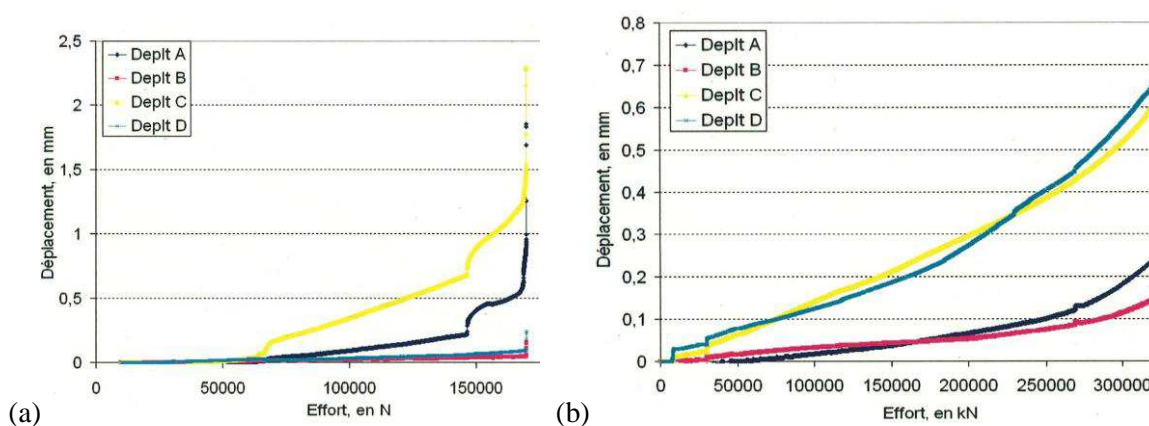 2,5
2
1,5
1
0,5
0
Déplacement, en mm
Deplt A
Deplt B
Deplt C
Deplt D
0 50000 100000 150000
Effort, en N
(a)
0,8
0,7
0,6
0,5
0,4
0,3
0,2
0,1
0
Déplacement, en mm
Deplt A
Deplt B
Deplt C
Deplt D
0 50000 100000 150000 200000 250000 300000
Effort, en kN
(b)